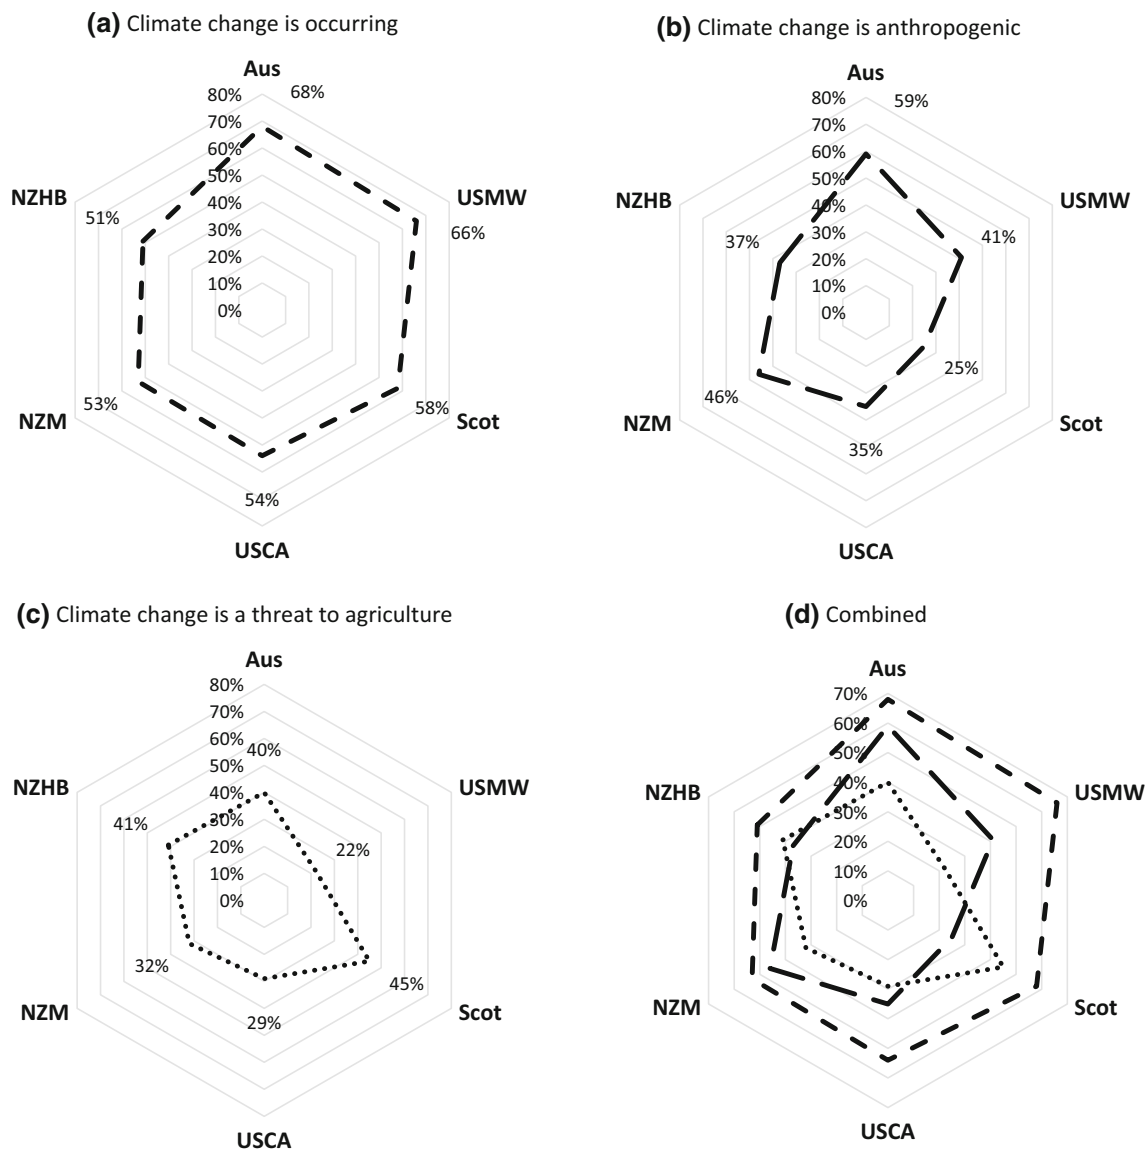 (a) Climate change is occurring
Aus
80%
68%
70%
60%
50%
40%
30%
20%
10%
0%
NZHB
51%
USMW
66%
NZM
53%
Scot
58%
54%
USCA
(b) Climate change is anthropogenic
Aus
80%
59%
70%
60%
50%
40%
30%
20%
10%
0%
NZHB
37%
USMW
41%
NZM
46%
Scot
25%
35%
USCA
(c) Climate change is a threat to agriculture
Aus
80%
70%
60%
40%
50%
40%
30%
20%
10%
0%
NZHB
41%
USMW
22%
NZM
32%
Scot
45%
29%
USCA
(d) Combined
Aus
70%
60%
50%
40%
30%
20%
10%
0%
NZHB
USMW
NZM
Scot
USCA